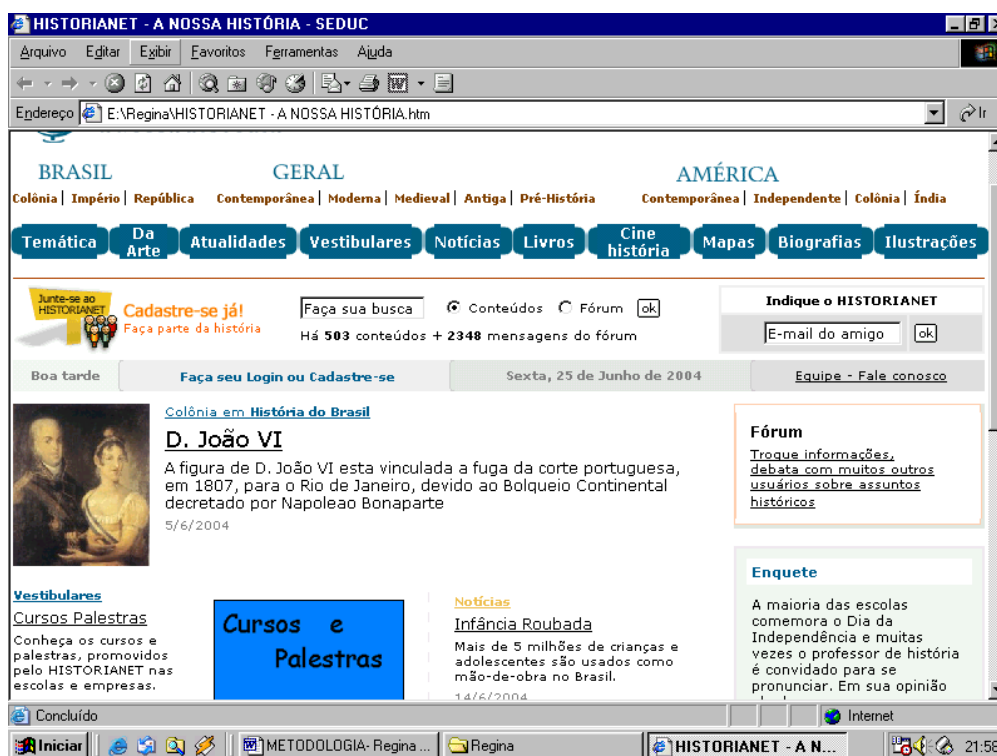 HISTORIANET - A NOSSA HISTÓRIA - SEDUC
Arquivo Editar Exibir Favoritos Ferramentas Ajuda
Endereço E:\Regina\HISTORIANET - A NOSSA HISTÓRIA.htm Ir
BRASIL GERAL AMÉRICA
Colônia | Império | República Contemporânea | Moderna | Medieval | Antiga | Pré-História Contemporânea | Independente | Colônia | Índia
Temática Da Arte Atualidades Vestibulares Notícias Livros Cine história Mapas Biografias Ilustrações
Junte-se ao
HISTORIANET
Cadastre-se já!
Faça parte da história
Faça sua busca Conteúdos Fórum ok
Há 503 conteúdos + 2348 mensagens do fórum
Indique o HISTORIANET
E-mail do amigo ok
Boa tarde Faça seu Login ou Cadastre-se Sexta, 25 de Junho de 2004 Equipe - Fale conosco
Colônia em História do Brasil
D. João VI
A figura de D. João VI esta vinculada a fuga da corte portuguesa,
em 1807, para o Rio de Janeiro, devido ao Bolqueio Continental
decretado por Napoleao Bonaparte
5/6/2004
Fórum
Troque informações,
debata com muitos outros
usuários sobre assuntos
históricos
Vestibulares
Cursos Palestras
Conheça os cursos e
palestras, promovidos
pelo HISTORIANET nas
escolas e empresas.
Cursos e
Palestras
Notícias
Infância Roubada
Mais de 5 milhões de crianças e
adolescentes são usados como
mão-de-obra no Brasil.
14/6/2004
Enquete
A maioria das escolas
comemora o Dia da
Independência e muitas
vezes o professor de história
é convidado para se
pronunciar. Em sua opinião
Concluído Internet
Iniciar METODOLOGIA- Regina ... Regina HISTORIANET - A N... 21:58